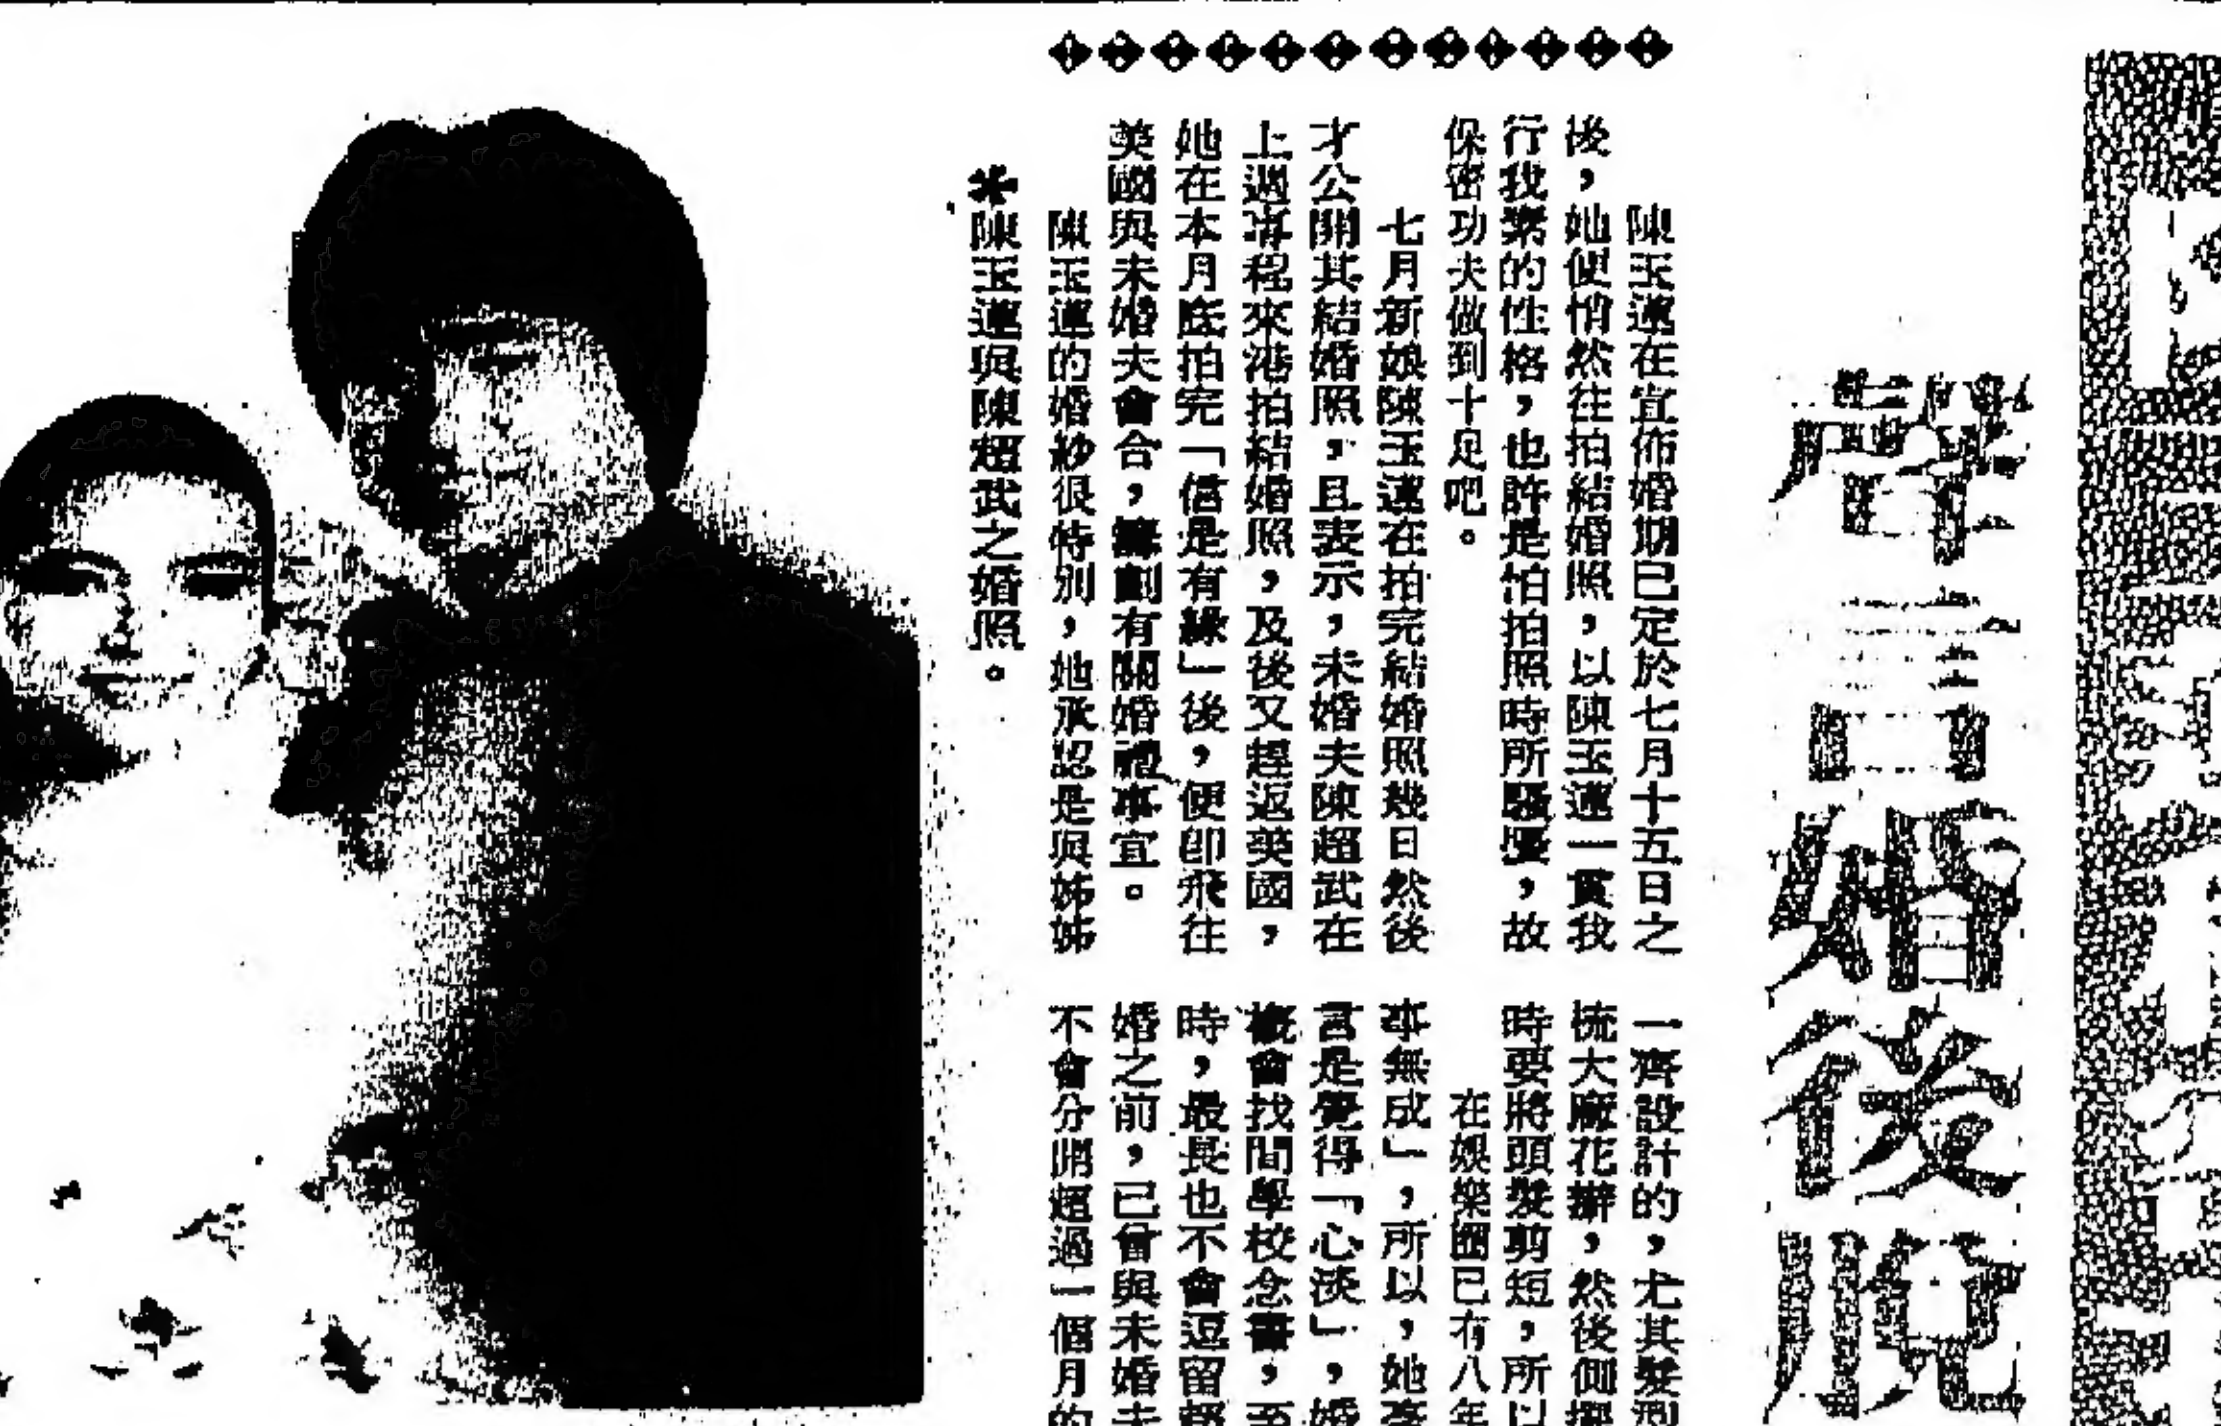 聲言婚後脫
陳玉蓮在宣佈婚期已定於七月十五日之
後，她便悄然往拍結婚照，以陳玉蓮一貫我
行我素的性格，也許是怕拍照時所騷擾，故
保密功夫做到十足吧。
七月新娘陳玉蓮在拍完結婚照幾日然後
才公開其結婚照，且表示，未婚夫陳超武在
上週專程來港拍結婚照，及後又趕返英國，
她在本月底拍完「信是有緣」後，便卽飛往
英國與未婚夫會合，籌劃有關婚禮事宜。
陳玉蓮的婚紗很特別，她承認是與姊姊
一齊設計的，尤其髮型
梳大麻花辮，然後側擺
時要將頭髮剪短，所以
在娛樂圈已有八年
事無成」，所以，她
言是覺得「心淡」，婚
概會找間學校念書，至
時，最長也不會逗留超
婚之前，已曾與未婚夫
不會分開超過一個月的
＊陳玉蓮與陳超武之婚照。